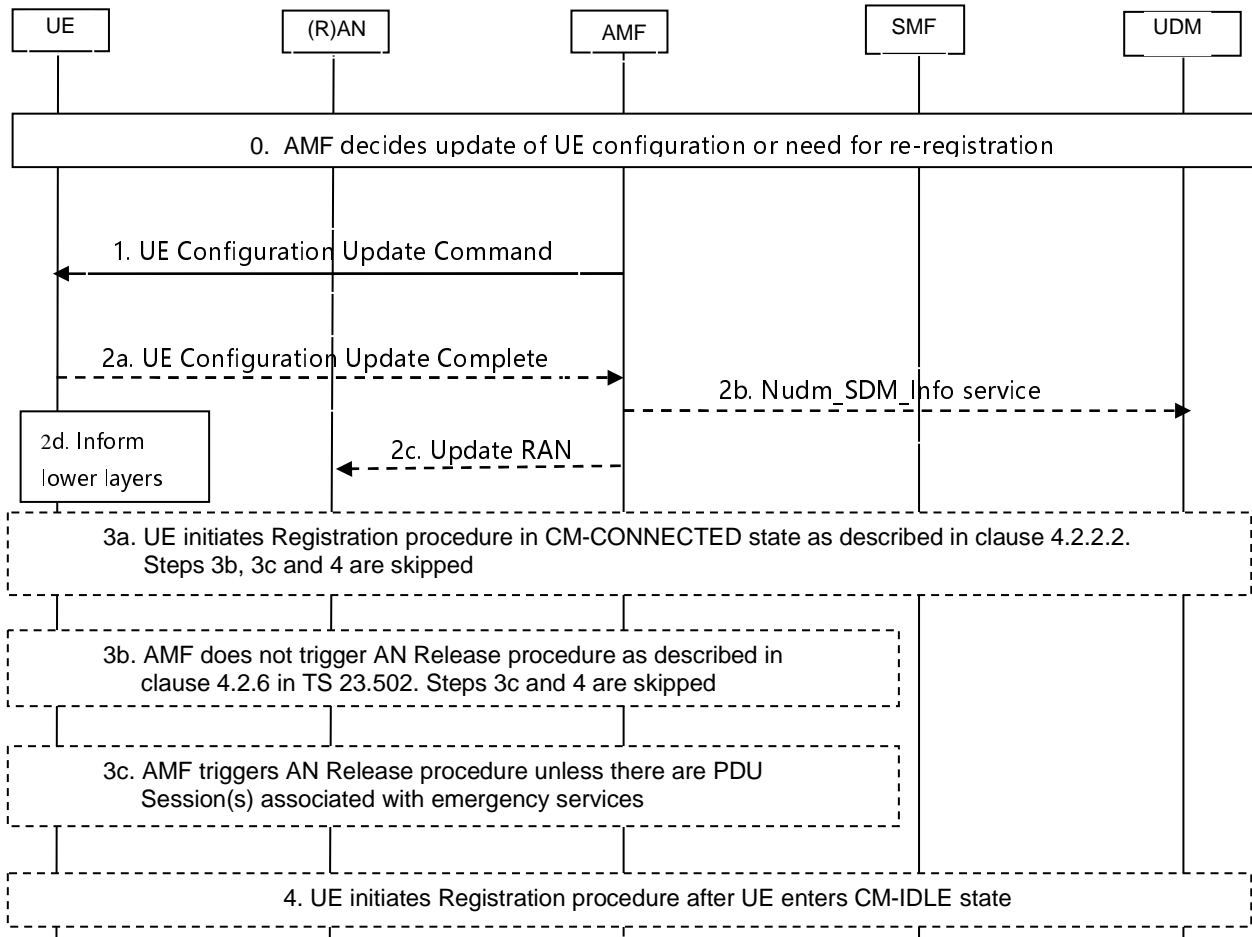 UE
(R)AN
AMF
SMF
UDM
0. AMF decides update of UE configuration or need for re-registration
1. UE Configuration Update Command
2a. UE Configuration Update Complete
2b. Nudm_SDM_Info service
2c. Update RAN
2d. Inform
lower layers
3a. UE initiates Registration procedure in CM-CONNECTED state as described in clause 4.2.2.2.
Steps 3b, 3c and 4 are skipped
3b. AMF does not trigger AN Release procedure as described in
clause 4.2.6 in TS 23.502. Steps 3c and 4 are skipped
3c. AMF triggers AN Release procedure unless there are PDU
Session(s) associated with emergency services
4. UE initiates Registration procedure after UE enters CM-IDLE state